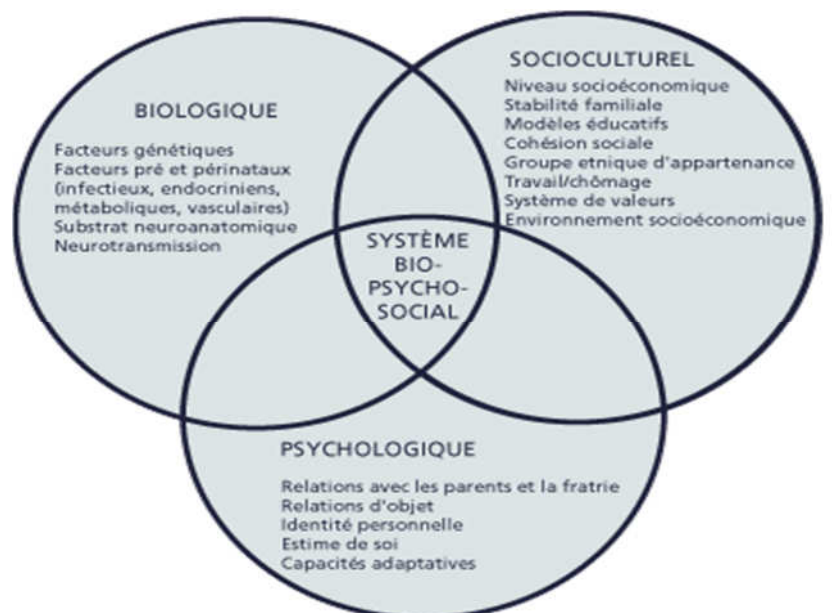 BIOLOGIQUE
Facteurs génétiques
Facteurs pré et périnataux
(infectieux, endocriniens,
métaboliques, vasculaires)
Substrat neuroanatomique
Neurotransmission
SOCIOCULTUREL
Niveau socioéconomique
Stabilité familiale
Modèles éducatifs
Cohésion sociale
Groupe etnique d'appartenance
Travail/chômage
Système de valeurs
Environnement socioéconomique
SYSTÈME
BIO-
PSYCHO-
SOCIAL
PSYCHOLOGIQUE
Relations avec les parents et la fratrie
Relations d'objet
Identité personnelle
Estime de soi
Capacités adaptatives